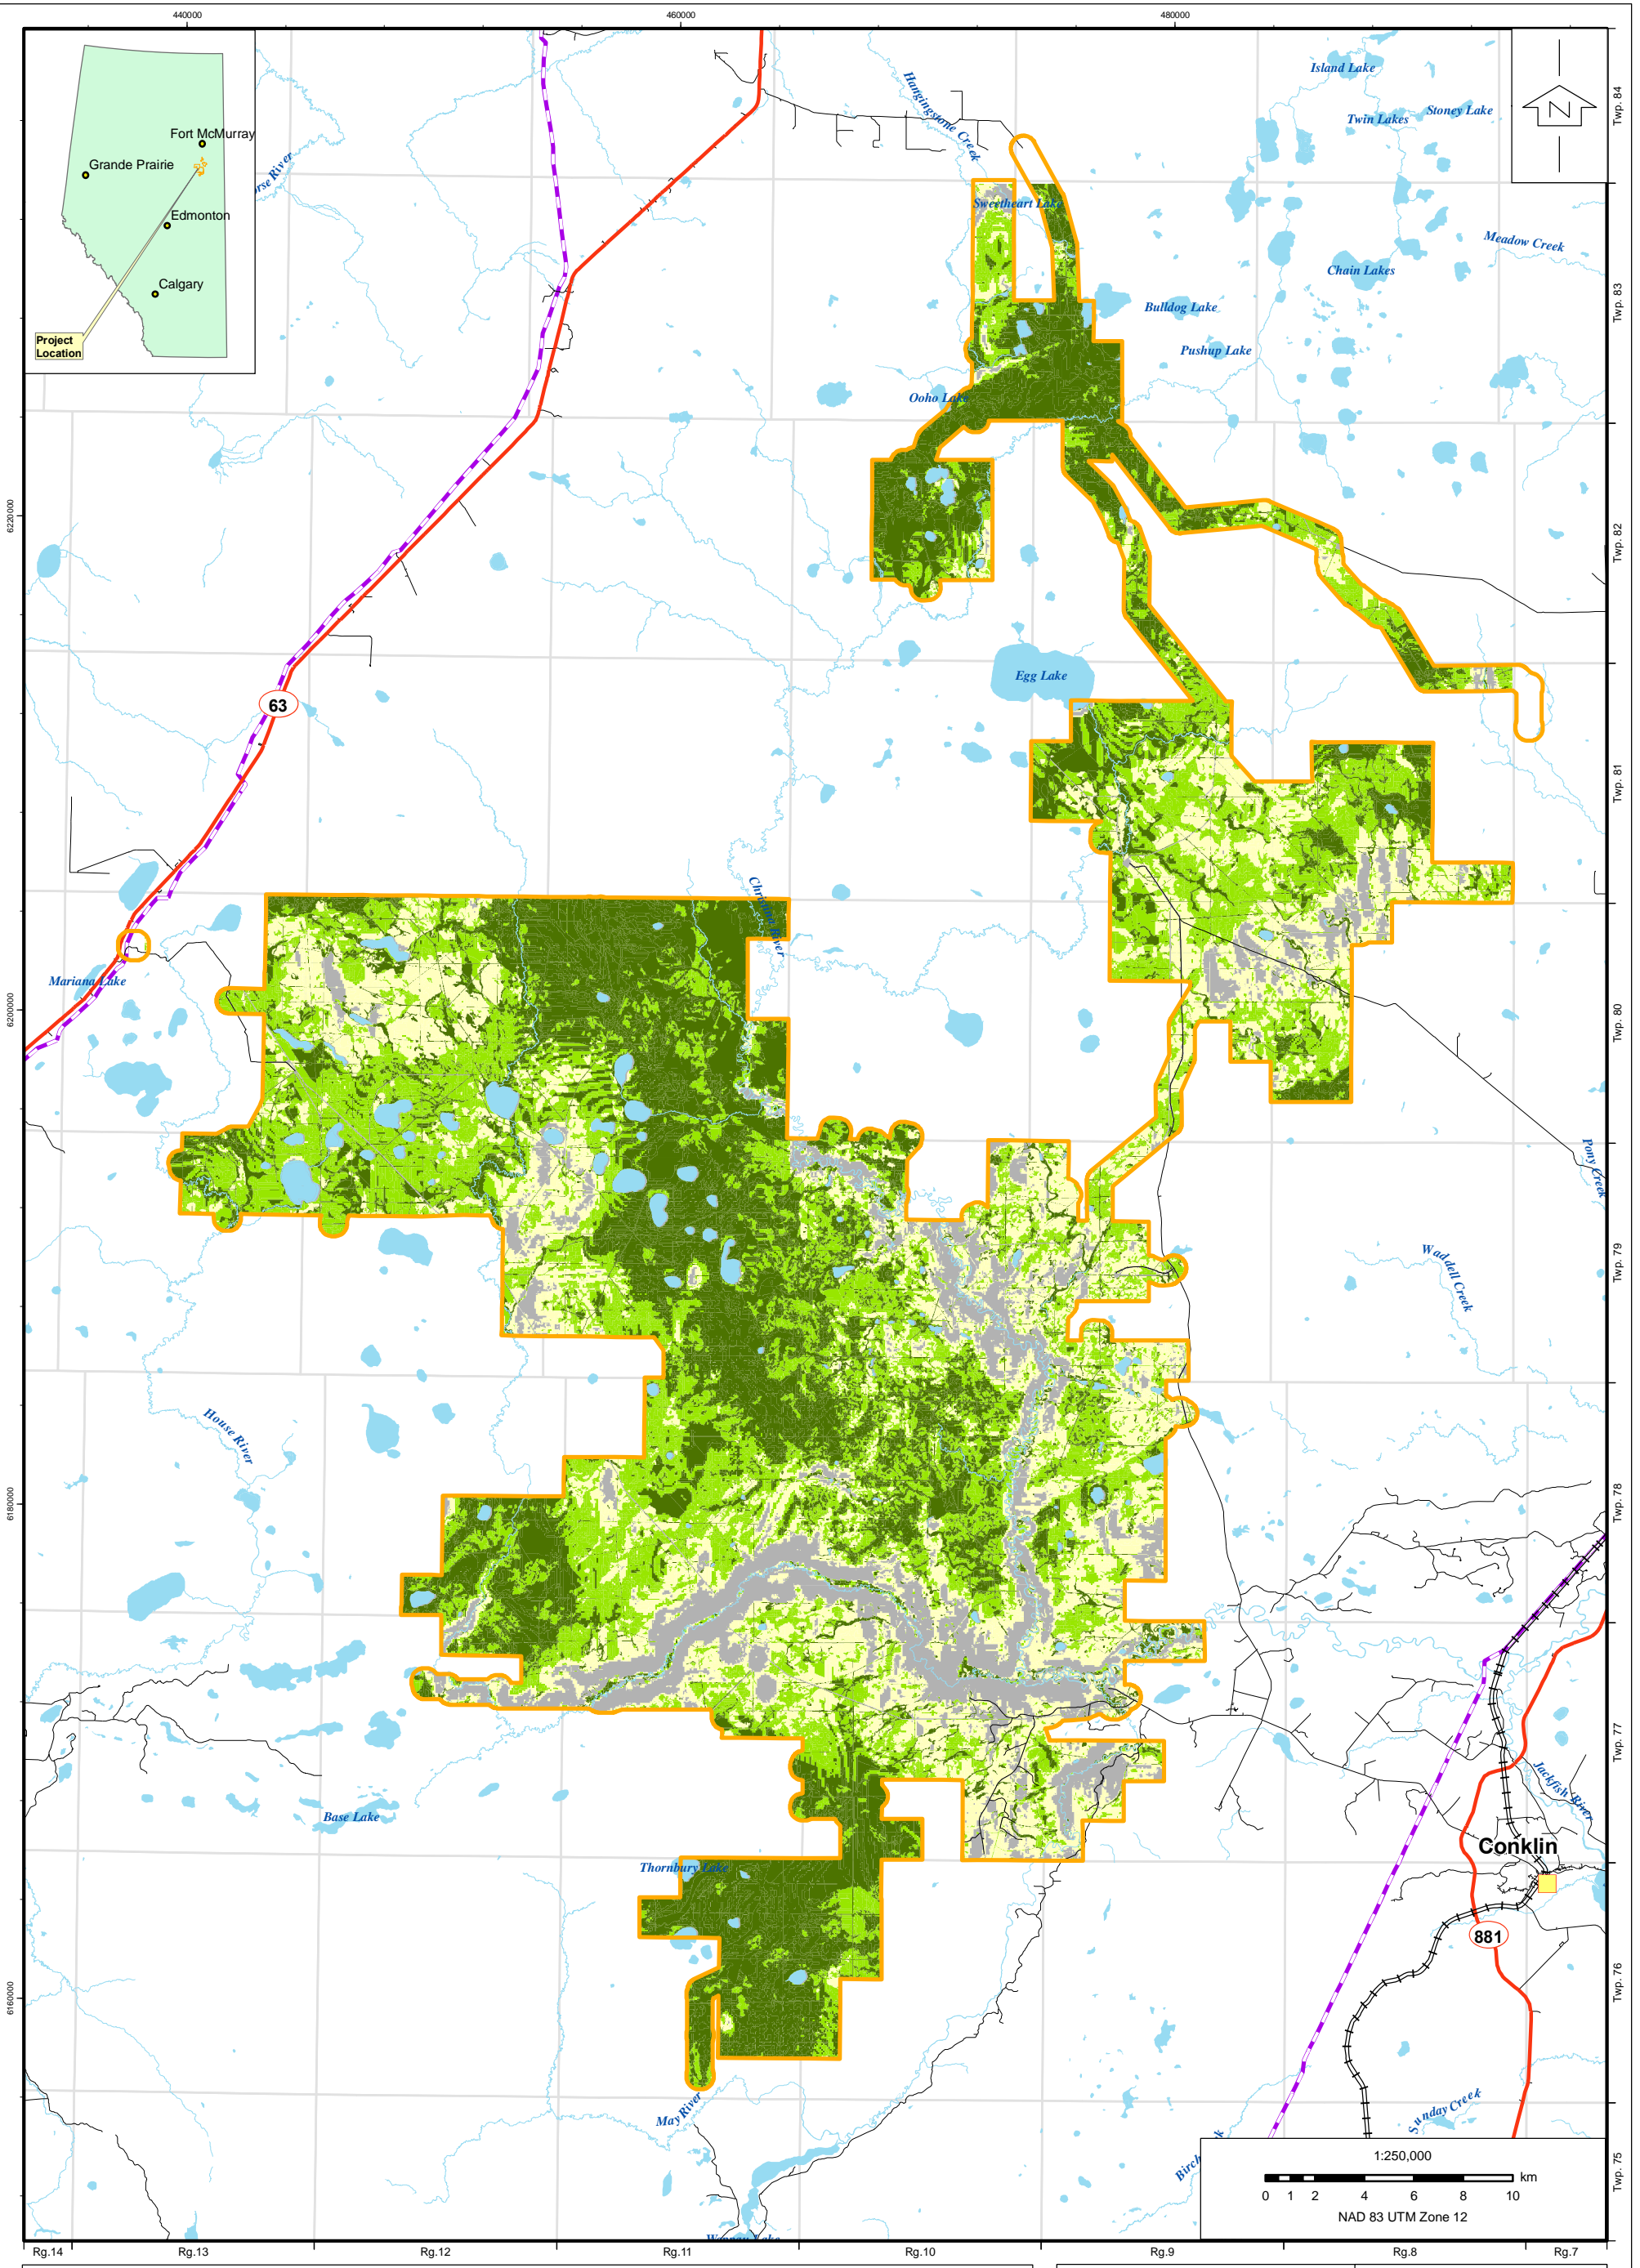 440000
460000
480000
Fort McMurray
Grande Prairie
Edmonton
Calgary
Project
Location
Hangingstone Creek
Island Lake
Twin Lakes
Stoney Lake
Twp. 84
Sweetheart Lake
Meadow Creek
Chain Lakes
Bulldog Lake
Twp. 83
Pushup Lake
Ooho Lake
6220000
Twp. 82
Egg Lake
63
Twp. 81
Christina River
Mariana Lake
6200000
Twp. 80
Pony Creek
Waddell Creek
Twp. 79
House River
6180000
Twp. 78
Twp. 77
Jackfish River
Base Lake
Conklin
Thornbury Lake
881
6160000
Twp. 76
May River
Sunday Creek
Birch
1:250,000
km
0 1 2 4 6 8 10
NAD 83 UTM Zone 12
Twp. 75
Rg.14
Rg.13
Rg.12
Rg.11
Rg.10
Rg.9
Rg.8
Rg.7
N